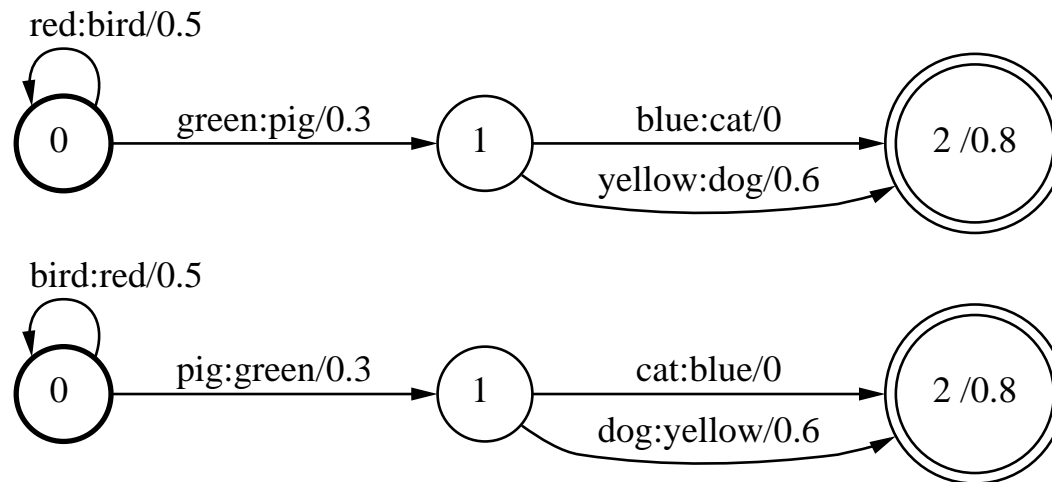 red:bird/0.5
0
green:pig/0.3
1
blue:cat/0
yellow:dog/0.6
2 /0.8
bird:red/0.5
0
pig:green/0.3
1
cat:blue/0
dog:yellow/0.6
2 /0.8